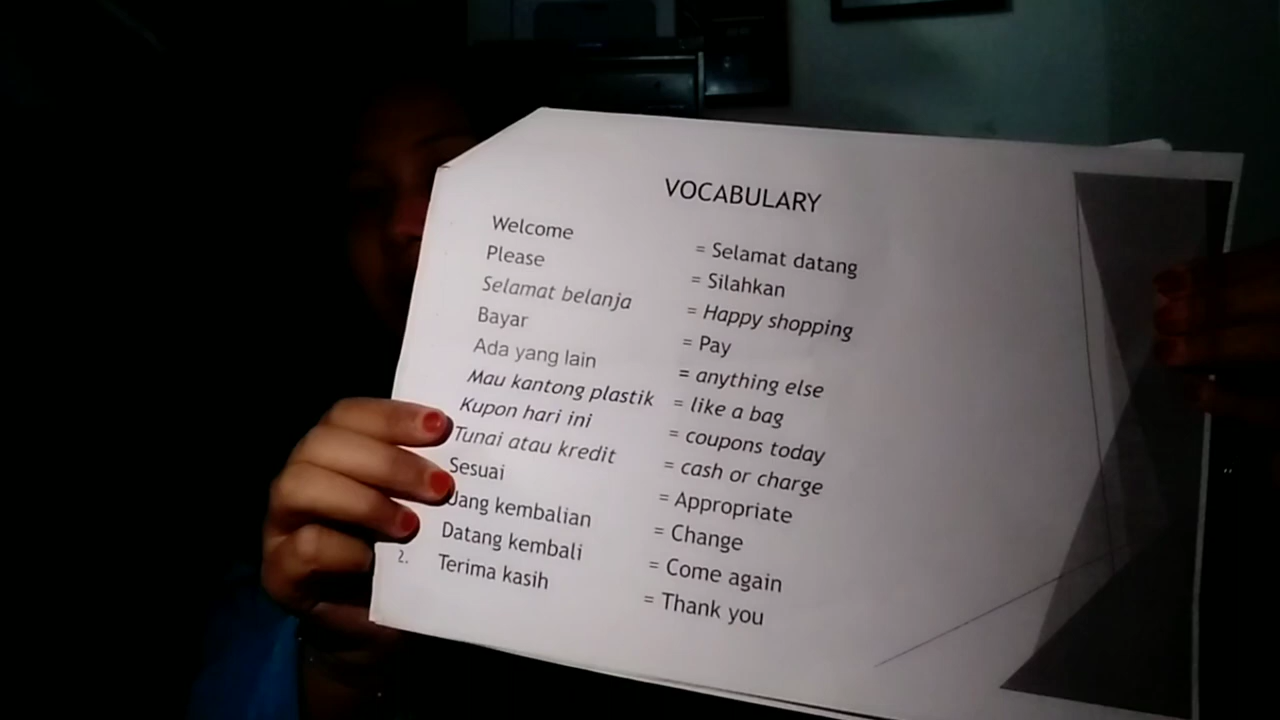 VOCABULARY
Welcome = Selamat datang
Please = Silahkan
Selamat belanja = Happy shopping
Bayar = Pay
Ada yang lain = anything else
Mau kantong plastik = like a bag
Kupon hari ini = coupons today
Tunai atau kredit = cash or charge
Sesuai = Appropriate
Uang kembalian = Change
Datang kembali = Come again
2. Terima kasih = Thank you